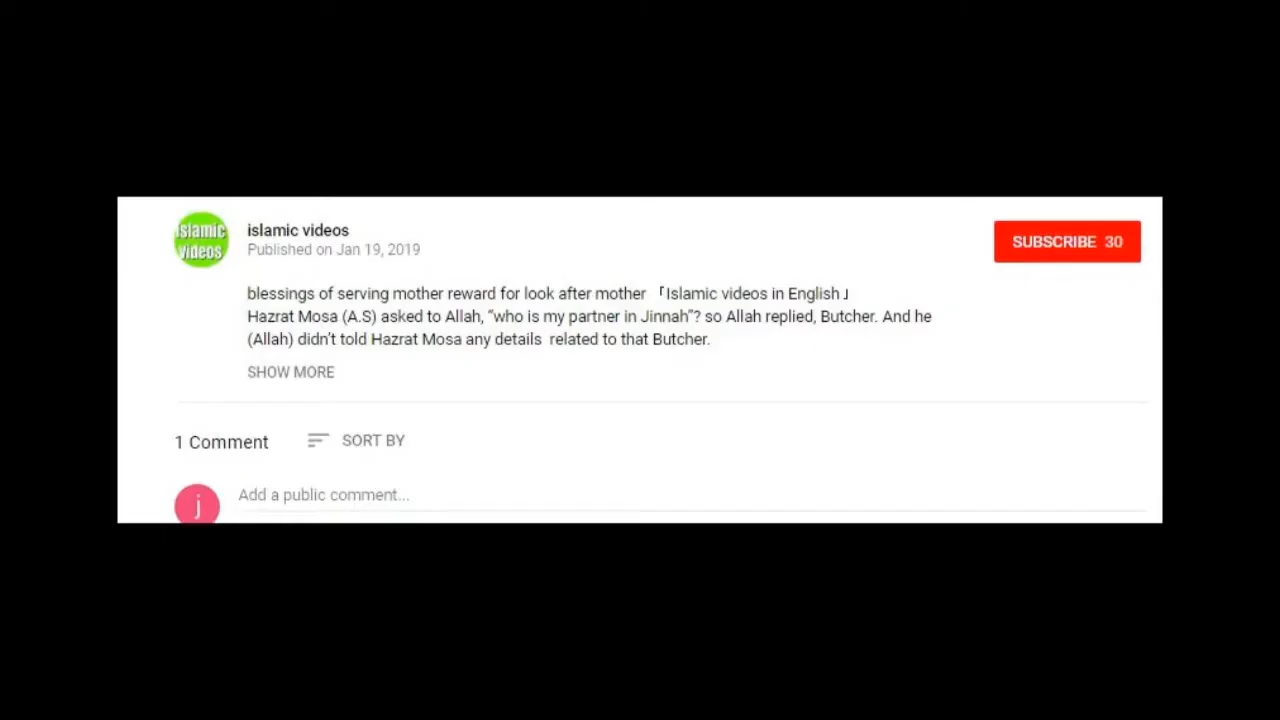 islamic
videos
islamic videos
Published on Jan 19, 2019
SUBSCRIBE 30
blessings of serving mother reward for look after mother 「Islamic videos in English」
Hazrat Mosa (A.S) asked to Allah, “who is my partner in Jinnah”? so Allah replied, Butcher. And he
(Allah) didn’t told Hazrat Mosa any details related to that Butcher.
SHOW MORE
1 Comment
SORT BY
j
Add a public comment...